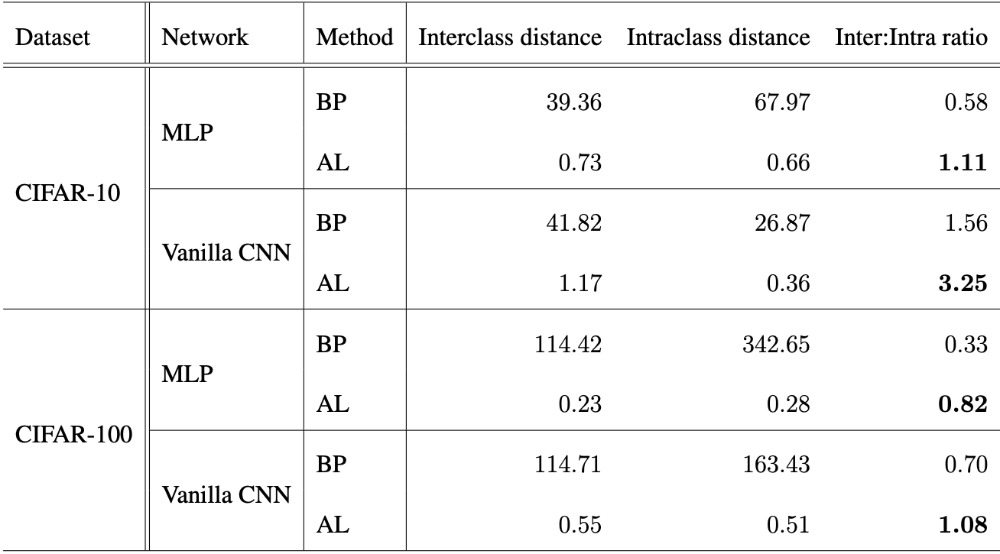 Dataset Network Method Interclass distance Intraclass distance Inter:Intra ratio
BP 39.36 67.97 0.58
MLP
AL 0.73 0.66 1.11
CIFAR-10
BP 41.82 26.87 1.56
Vanilla CNN
AL 1.17 0.36 3.25
BP 114.42 342.65 0.33
MLP
AL 0.23 0.28 0.82
CIFAR-100
BP 114.71 163.43 0.70
Vanilla CNN
AL 0.55 0.51 1.08